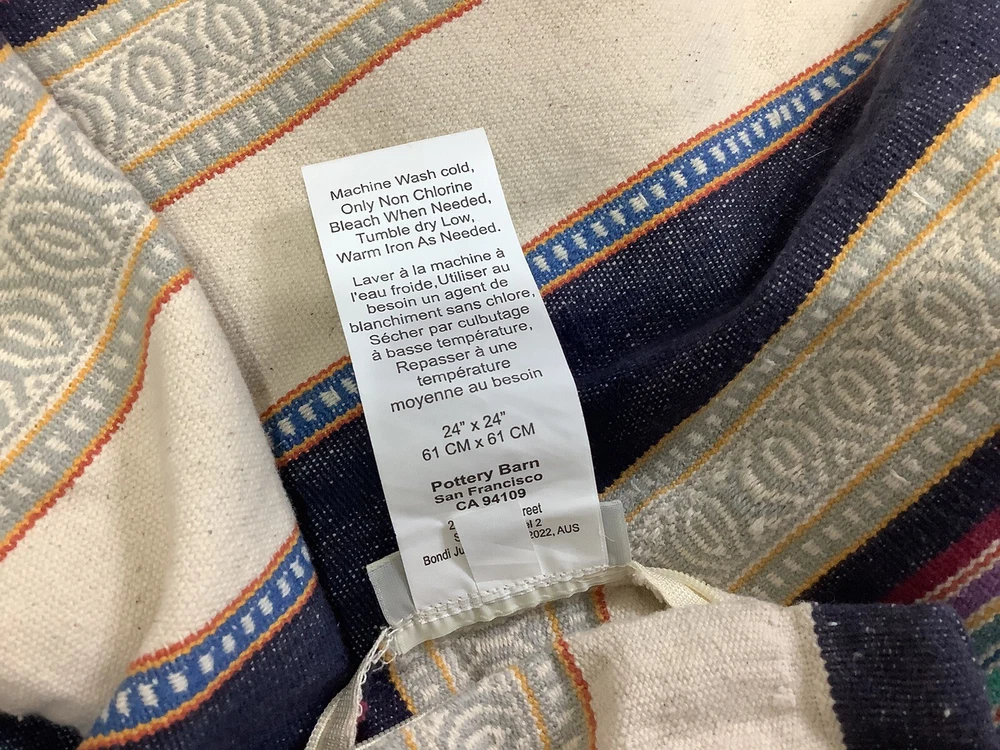 Machine Wash cold,
Only Non Chlorine
Bleach When Needed,
Tumble dry Low,
Warm Iron As Needed.
Laver à la machine à
l'eau froide,Utiliser au
besoin un agent de
blanchiment sans chlore,
Sécher par culbutage
à basse température,
Repasser à une
température
moyenne au besoin
24" x 24"
61 CM x 61 CM
Pottery Barn
San Francisco
CA 94109
2022, AUS
Bondi